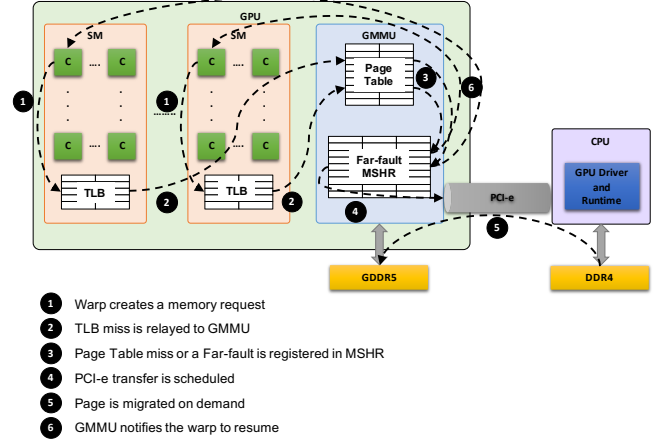 GPU
SM
SM
GMMU
C
....
C
C
....
C
Page
Table
3
6
1
.........
1
C
....
C
C
....
C
Far-fault
MSHR
CPU
GPU Driver
and
Runtime
TLB
2
TLB
2
4
PCI-e
5
GDDR5
DDR4
1 Warp creates a memory request
2 TLB miss is relayed to GMMU
3 Page Table miss or a Far-fault is registered in MSHR
4 PCI-e transfer is scheduled
5 Page is migrated on demand
6 GMMU notifies the warp to resume